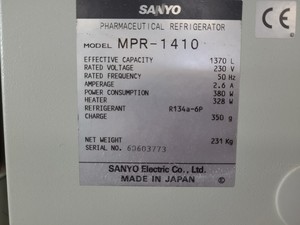 SANYO
PHARMACEUTICAL REFRIGERATOR
MODEL MPR-1410
EFFECTIVE CAPACITY 1370 L
RATED VOLTAGE 230 V
RATED FREQUENCY 50 Hz
AMPERAGE 2.6 A
POWER CONSUMPTION 380 W
HEATER 328 W
REFRIGERANT R134a-6P
CHARGE 350 g
NET WEIGHT 231 Kg
SERIAL NO. 60603773
SANYO Electric Co., Ltd.
MADE IN JAPAN
CE